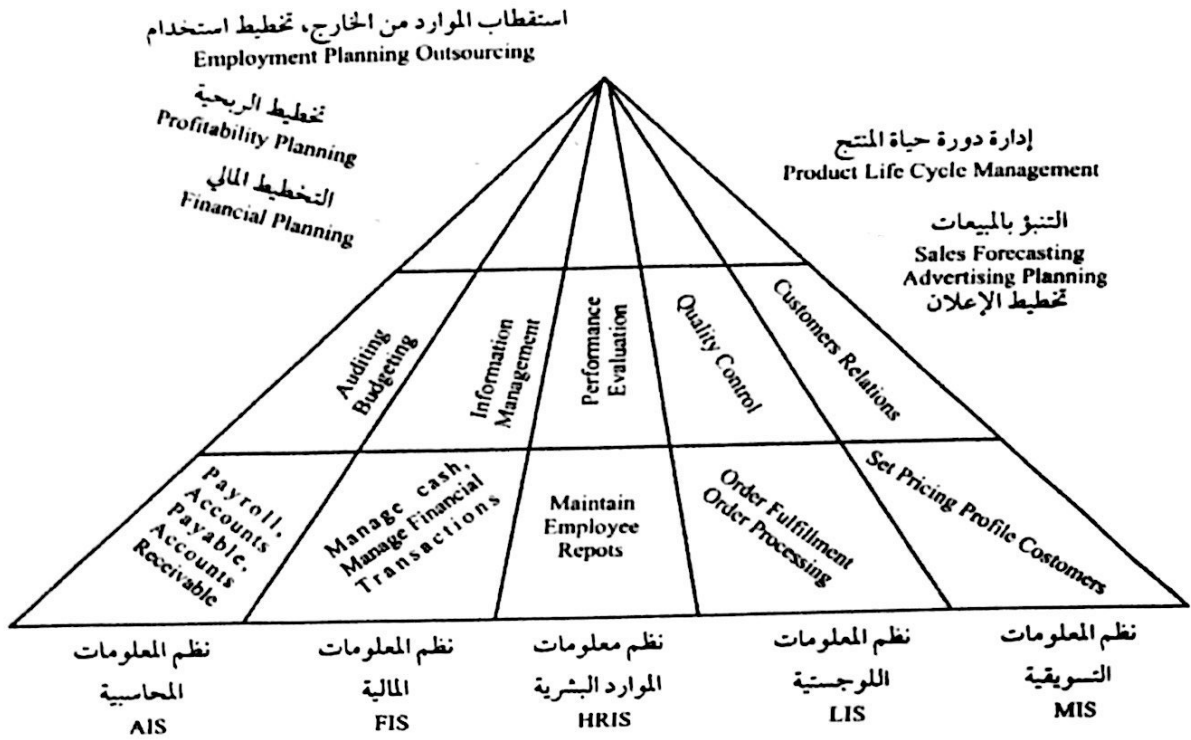 استقطاب الموارد من الخارج، تخطيط استخدام
Employment Planning Outsourcing
تخطيط الربحية
Profitability Planning
التخطيط المالي
Financial Planning
إدارة دورة حياة المنتج
Product Life Cycle Management
التنبؤ بالمبيعات
Sales Forecasting
Advertising Planning
تخطيط الإعلان
Auditing
Budgeting
Information
Management
Performance
Evaluation
Quality Control
Customers Relations
Payroll,
Accounts
Payable,
Accounts
Receivable
Manage cash,
Manage Financial
Transactions
Maintain
Employee
Repots
Order Fulfillment
Order Processing
Set Pricing Profile Costomers
نظم المعلومات
المحاسبية
AIS
نظم المعلومات
المالية
FIS
نظم معلومات
الموارد البشرية
HRIS
نظم المعلومات
اللوجستية
LIS
نظم المعلومات
التسويقية
MIS